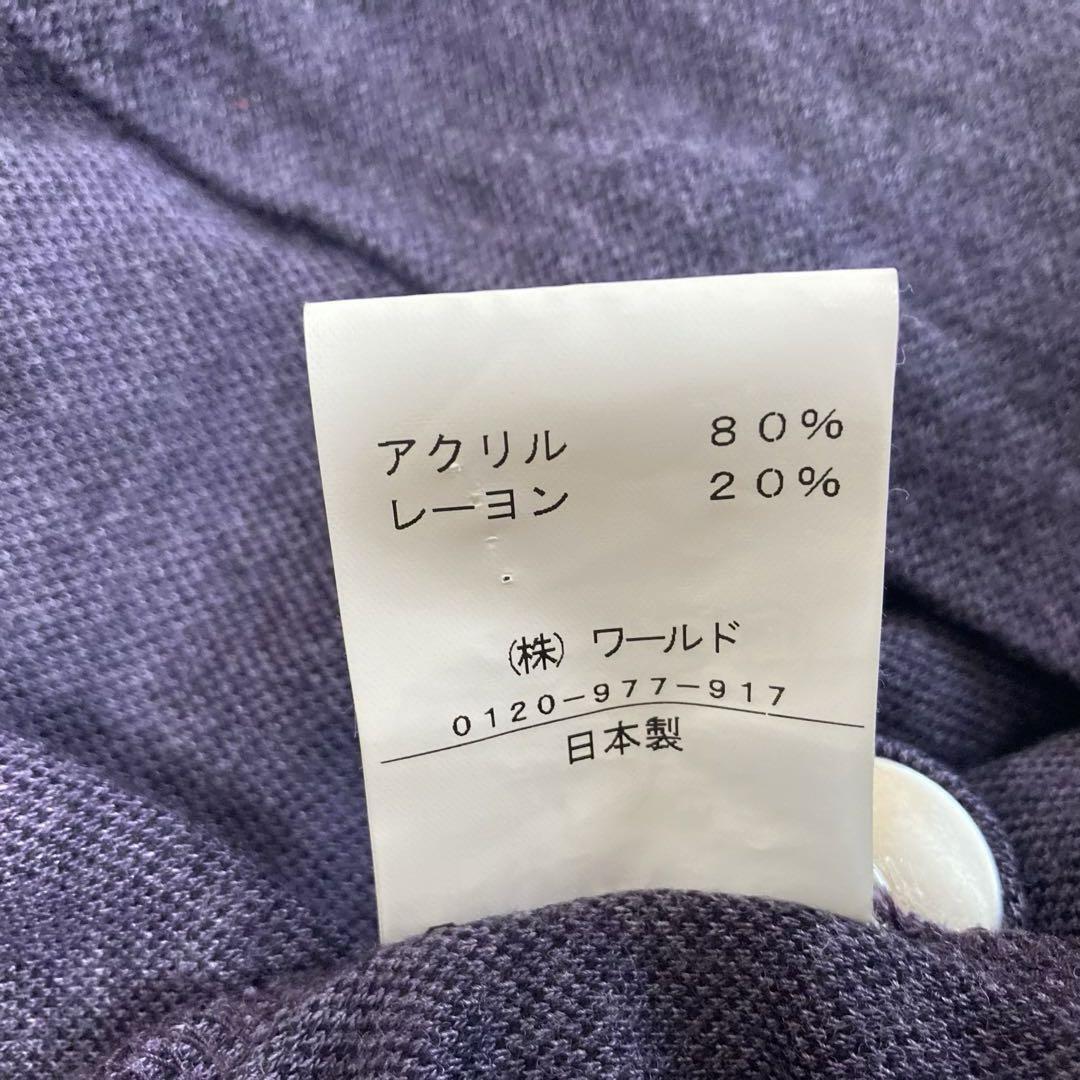 アクリル 80%
レーヨン 20%
(株) ワールド
0120-977-917
日本製